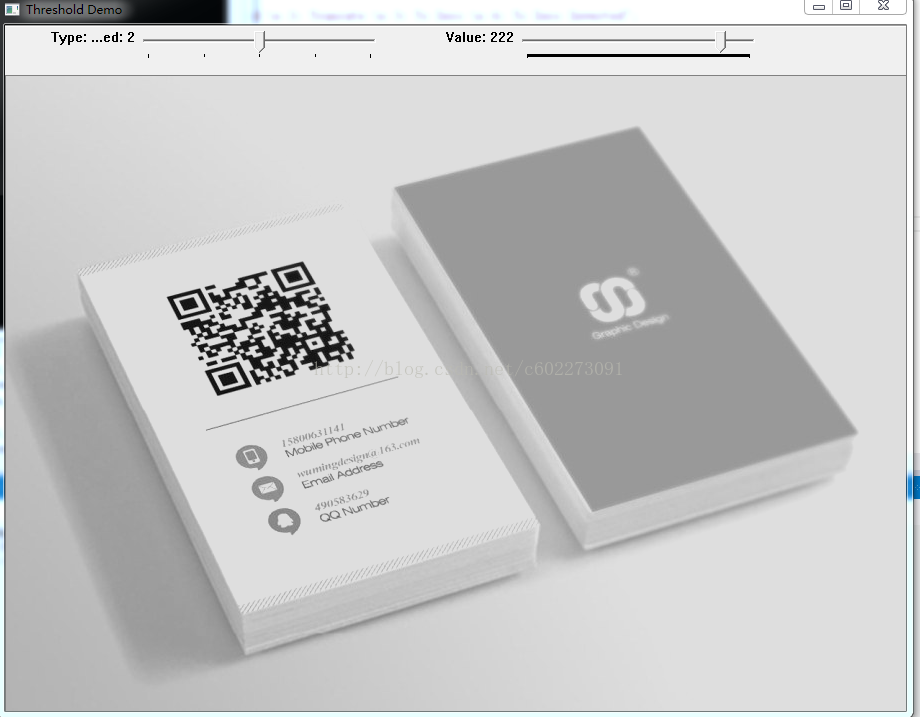 Threshold Demo
Type: ...ed: 2
Value: 222
®
Graphic Design
http://blog.csdn.net/c602273091
15800631141
Mobile Phone Number
wumingdesign@163.com
Email Address
490583629
QQ Number